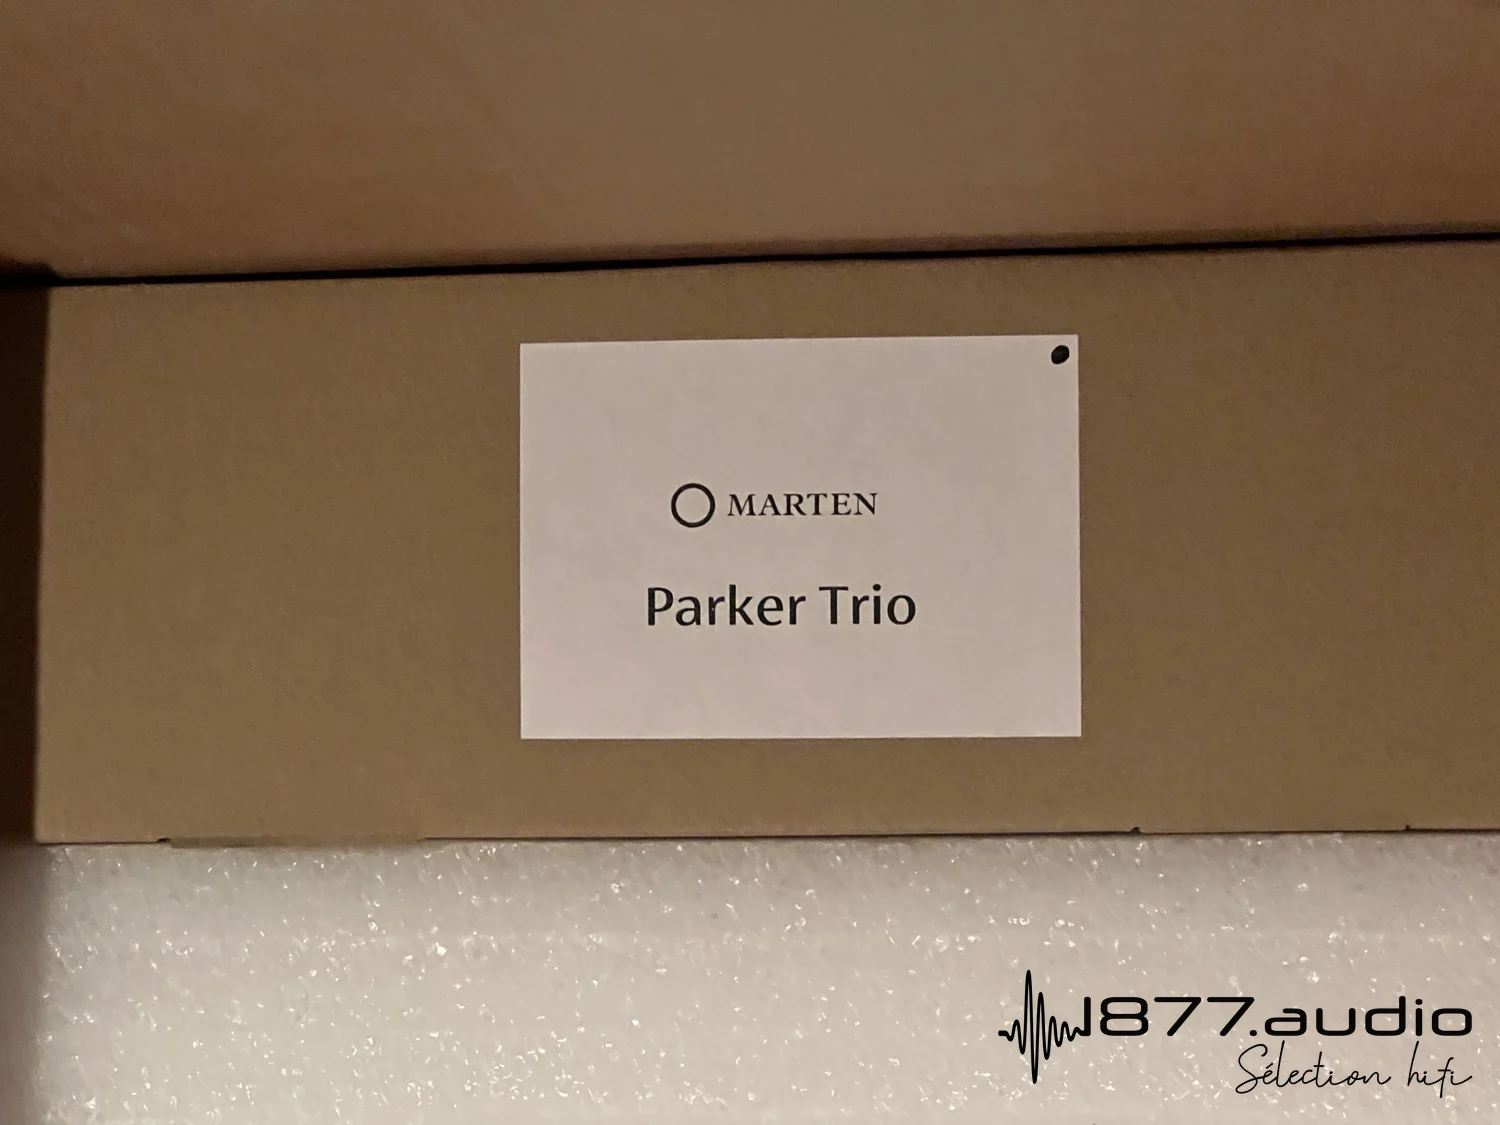 MARTEN
Parker Trio
1877.audio
Sélection hifi